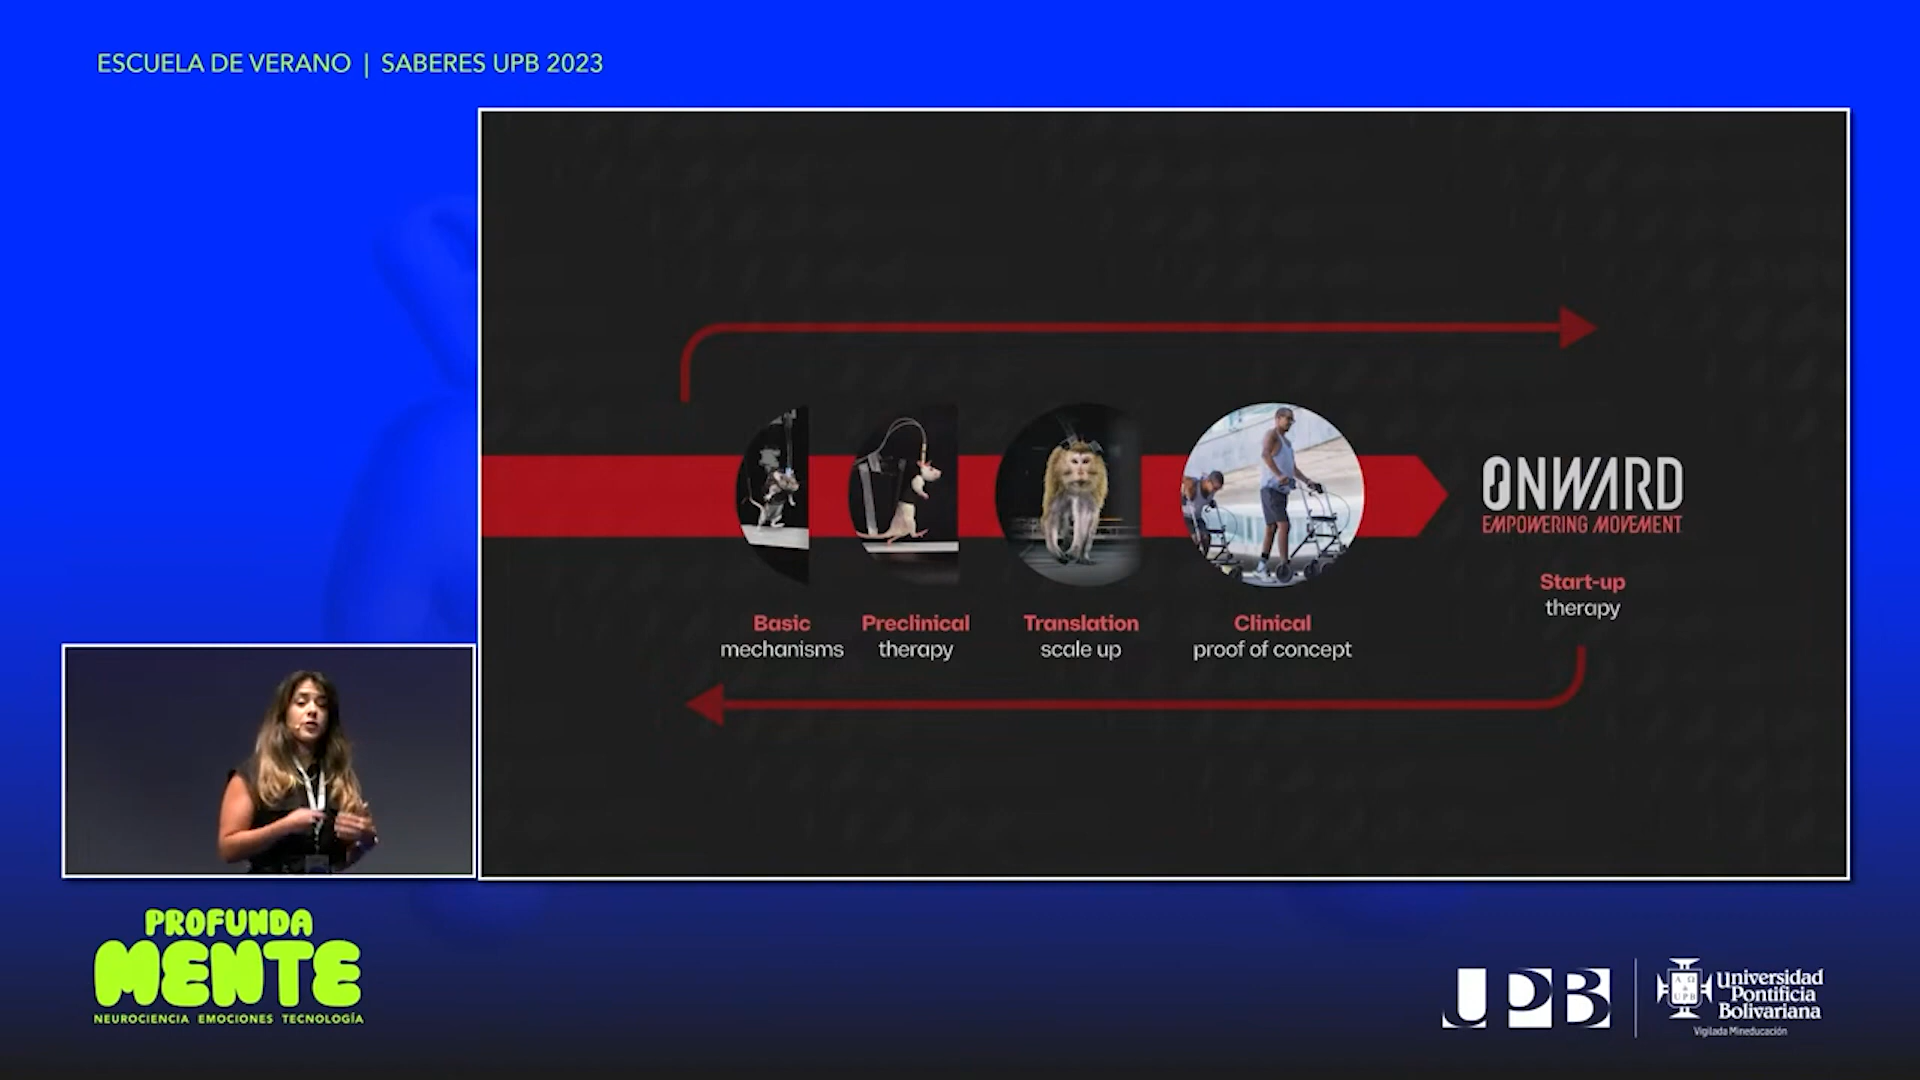 ESCUELA DE VERANO | SABERES UPB 2023
ONWARD
EMPOWERING MOVEMENT
Start-up
therapy
Basic
mechanisms
Preclinical
therapy
Translation
scale up
Clinical
proof of concept
PROFUNDA
MENTE
NEUROCIENCIA EMOCIONES TECNOLOGÍA
UPB
Universidad
Pontificia
Bolivariana
Vigilada Mineducación